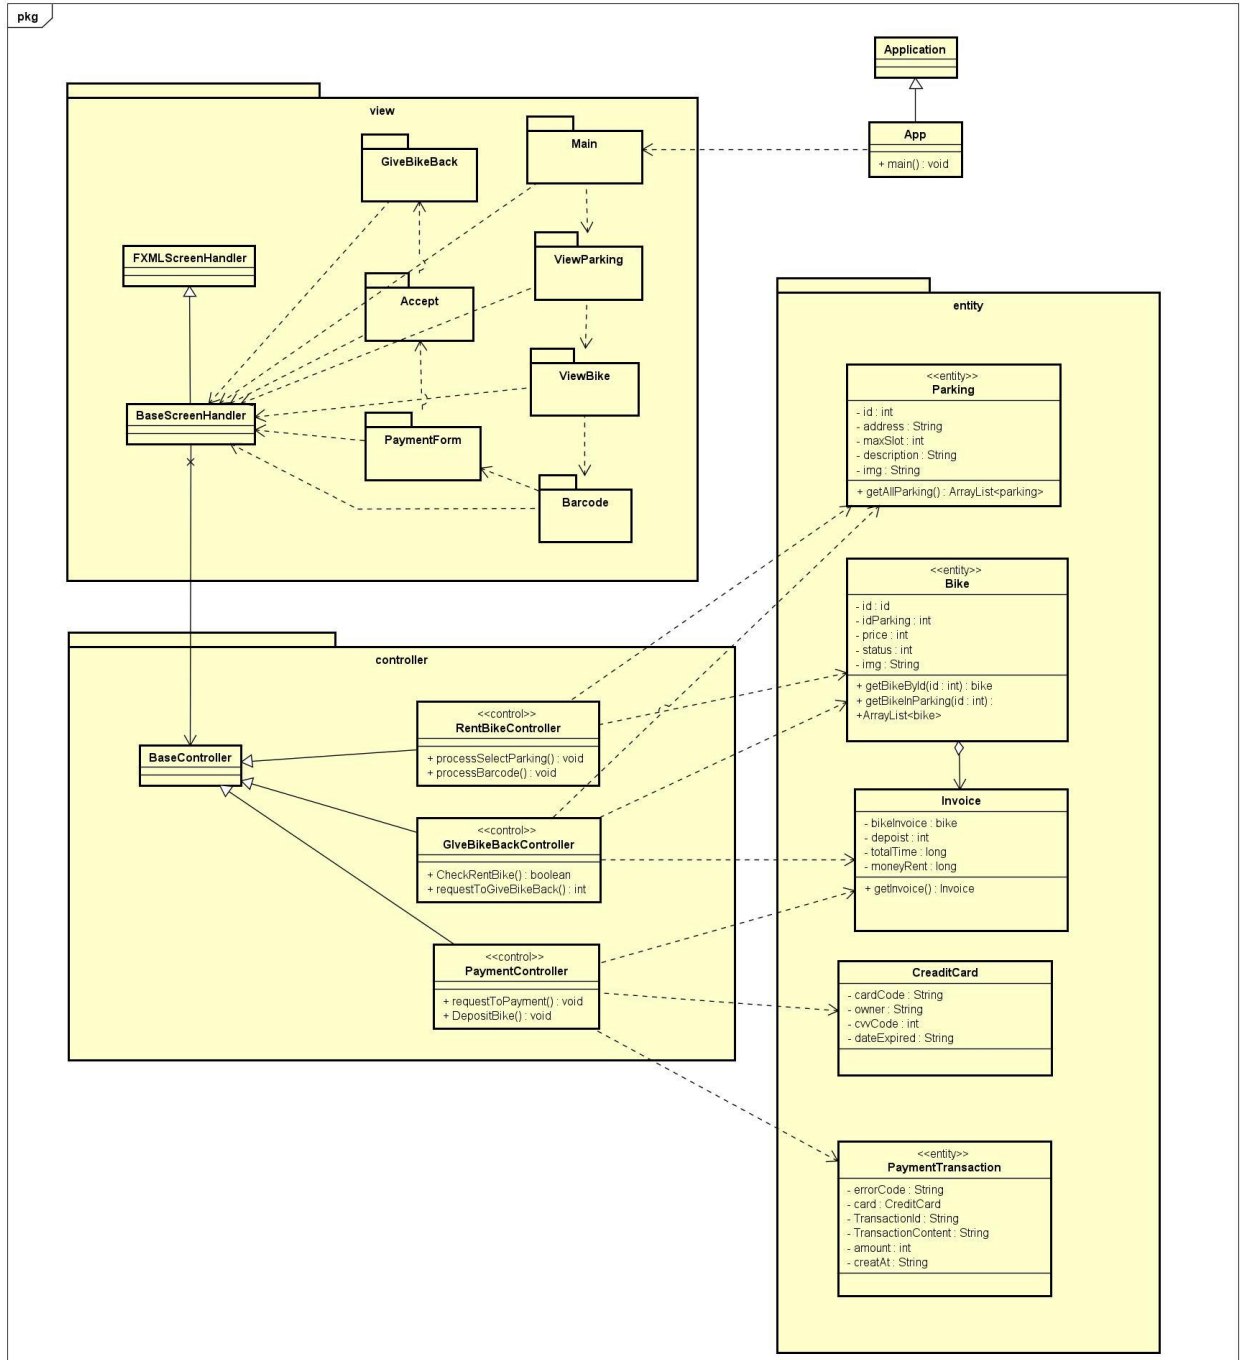 pkg
Application
App
+ main() : void
view
GiveBikeBack
Main
FXMLScreenHandler
ViewParking
Accept
ViewBike
BaseScreenHandler
PaymentForm
Barcode
entity
<<entity>>
Parking
- id : int
- address : String
- maxSlot : int
- description : String
- img : String
+ getAllParking() : ArrayList<parking>
<<entity>>
Bike
- id : id
- idParking : int
- price : int
- status : int
- img : String
+ getBikeById(id : int) : bike
+ getBikeInParking(id : int) :
+ArrayList<bike>
controller
<<control>>
RentBikeController
+ processSelectParking() : void
+ processBarcode() : void
BaseController
<<control>>
GIveBikeBackController
+ CheckRentBike() : boolean
+ requestToGiveBikeBack() : int
<<control>>
PaymentController
+ requestToPayment() : void
+ DepositBike() : void
Invoice
- bikeInvoice : bike
- depoist : int
- totalTime : long
- moneyRent : long
+ getInvoice() : Invoice
CreaditCard
- cardCode : String
- owner : String
- cvvCode : int
- dateExpired : String
<<entity>>
PaymentTransaction
- errorCode : String
- card : CreditCard
- TransactionId : String
- TransactionContent : String
- amount : int
- creatAt : String